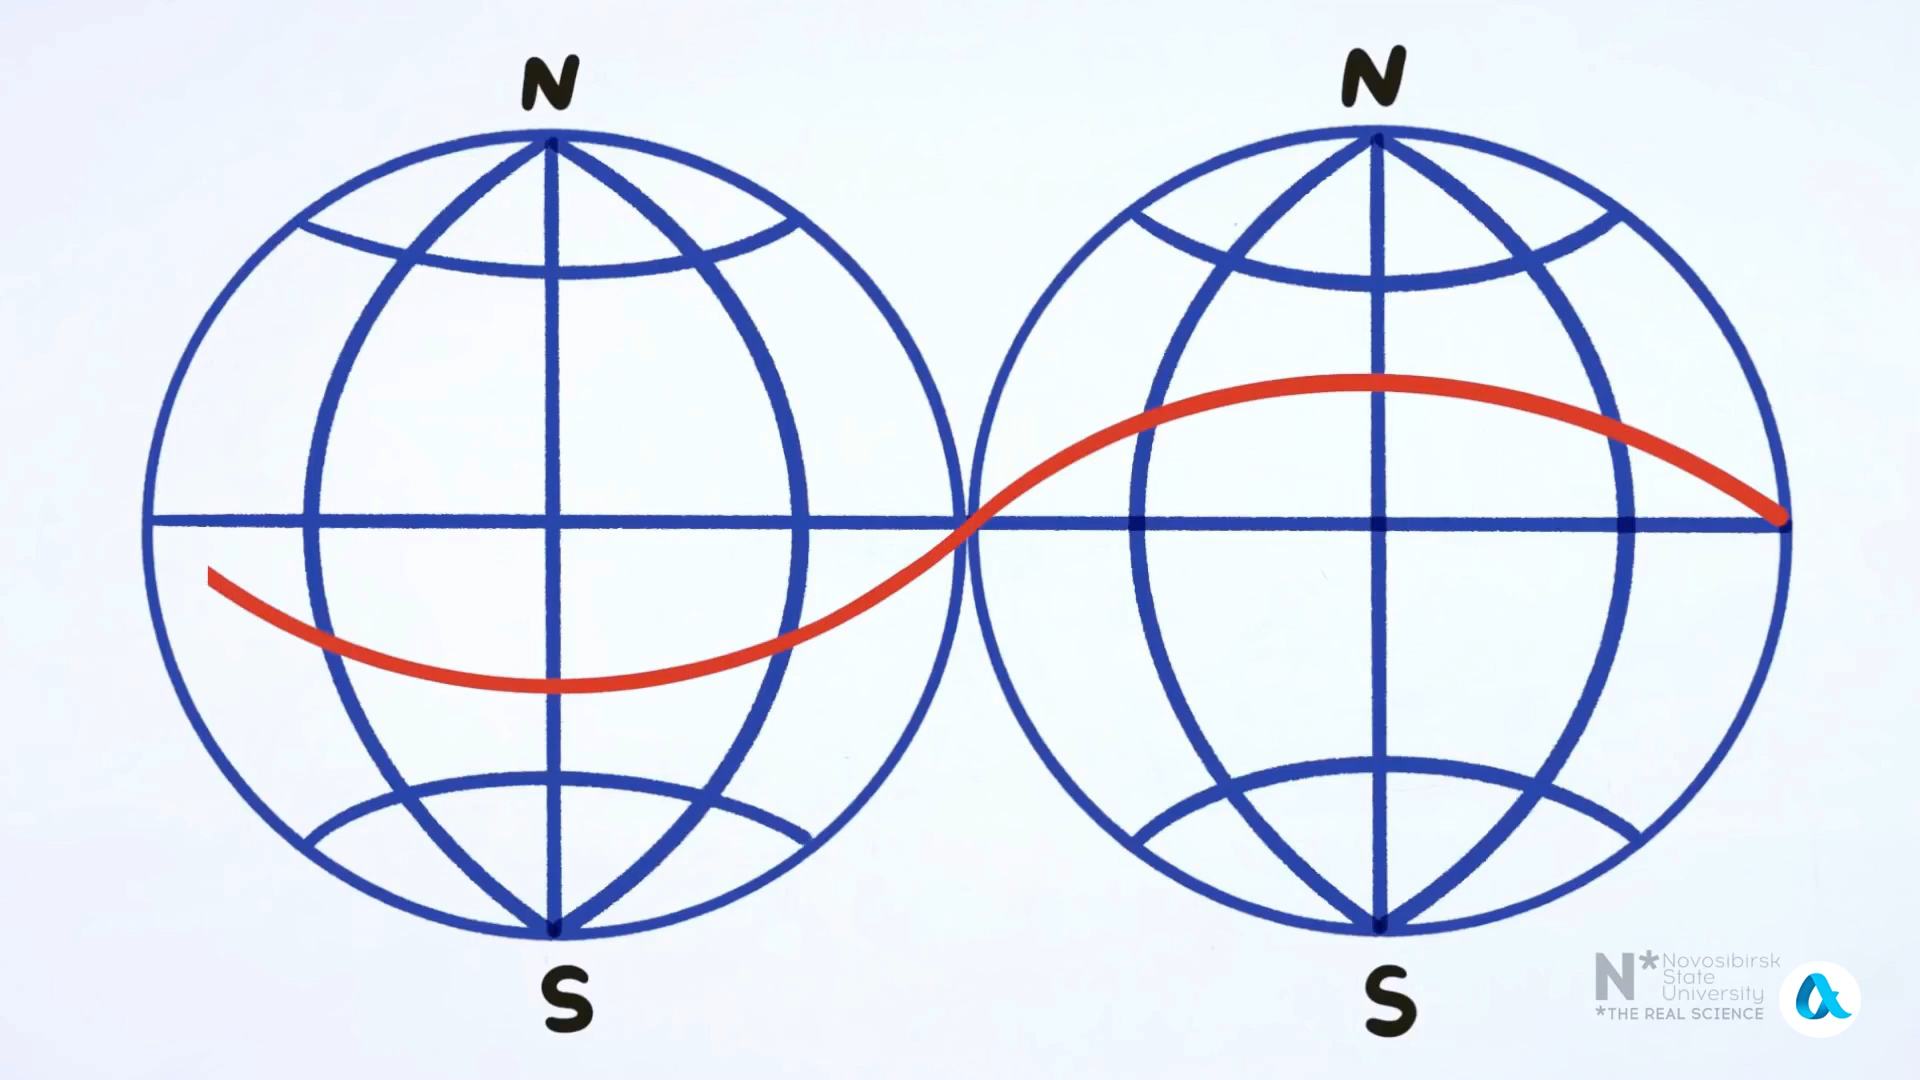 N N
S S
N* Novosibirsk
State
University
*THE REAL SCIENCE